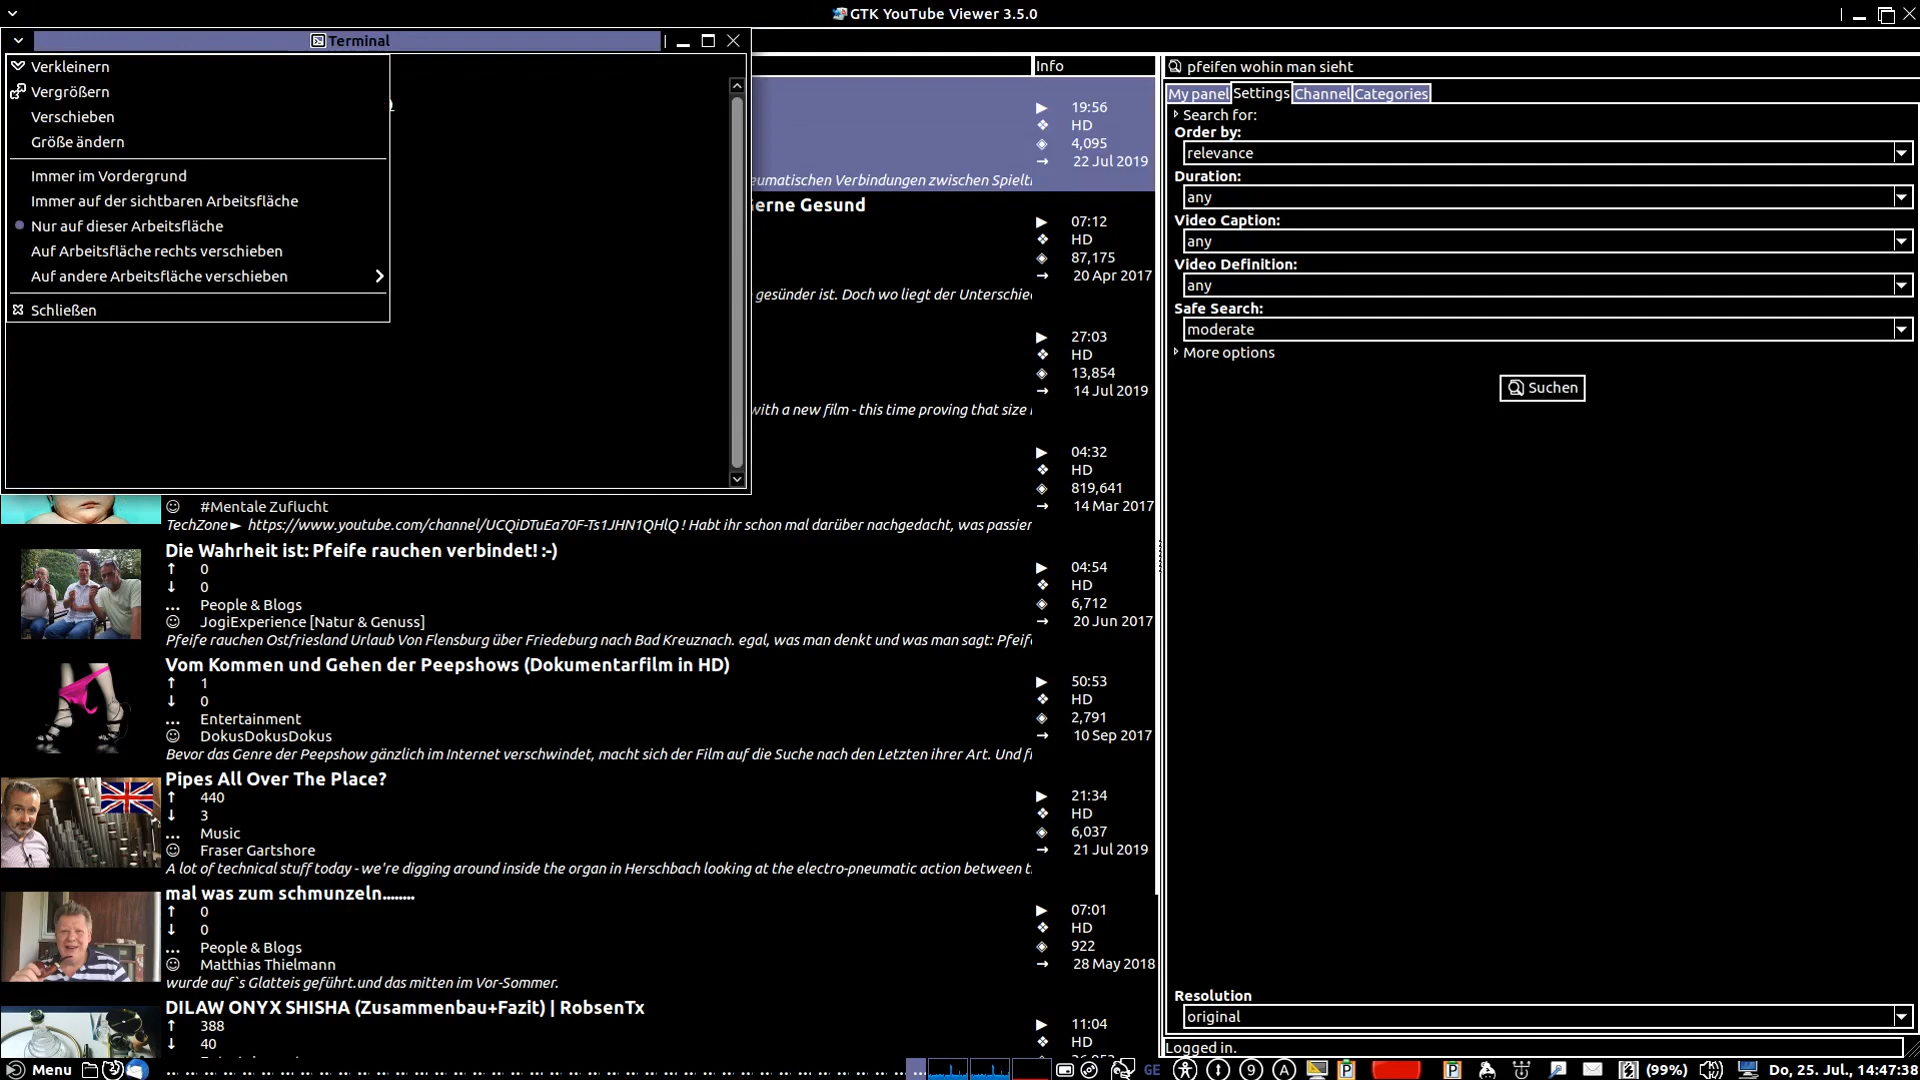 GTK YouTube Viewer 3.5.0
Terminal
Verkleinern
Vergrößern
Verschieben
Größe ändern
Immer im Vordergrund
Immer auf der sichtbaren Arbeitsfläche
Nur auf dieser Arbeitsfläche
Auf Arbeitsfläche rechts verschieben
Auf andere Arbeitsfläche verschieben
Schließen
Info
19:56
HD
4,095
22 Jul 2019
eumatischen Verbindungen zwischen Spielt
Gerne Gesund
07:12
HD
87,175
20 Apr 2017
gesünder ist. Doch wo liegt der Unterschie
27:03
HD
13,854
14 Jul 2019
with a new film - this time proving that size
04:32
HD
819,641
14 Mar 2017
#Mentale Zuflucht
TechZone► https://www.youtube.com/channel/UCQiDTuEa70F-Ts1JHN1QHlQ ! Habt ihr schon mal darüber nachgedacht, was passier
Die Wahrheit ist: Pfeife rauchen verbindet! :-)
↑ 0
↓ 0
... People & Blogs
☺ JogiExperience [Natur & Genuss]
04:54
HD
6,712
20 Jun 2017
Pfeife rauchen Ostfriesland Urlaub Von Flensburg über Friedeburg nach Bad Kreuznach. egal, was man denkt und was man sagt: Pfeif
Vom Kommen und Gehen der Peepshows (Dokumentarfilm in HD)
↑ 1
↓ 0
... Entertainment
☺ DokusDokusDokus
50:53
HD
2,791
10 Sep 2017
Bevor das Genre der Peepshow gänzlich im Internet verschwindet, macht sich der Film auf die Suche nach den Letzten ihrer Art. Und f
Pipes All Over The Place?
↑ 440
↓ 3
... Music
☺ Fraser Gartshore
21:34
HD
6,037
21 Jul 2019
A lot of technical stuff today - we're digging around inside the organ in Herschbach looking at the electro-pneumatic action between t
mal was zum schmunzeln........
↑ 0
↓ 0
... People & Blogs
☺ Matthias Thielmann
07:01
HD
922
28 May 2018
wurde auf`s Glatteis geführt.und das mitten im Vor-Sommer.
DILAW ONYX SHISHA (Zusammenbau+Fazit) | RobsenTx
↑ 388
↓ 40
11:04
HD
pfeifen wohin man sieht
My panel Settings Channel Categories
Search for:
Order by:
relevance
Duration:
any
Video Caption:
any
Video Definition:
any
Safe Search:
moderate
More options
Suchen
Resolution
original
Logged in.
Menu
GE
9
A
P
P
(99%)
Do, 25. Jul., 14:47:38